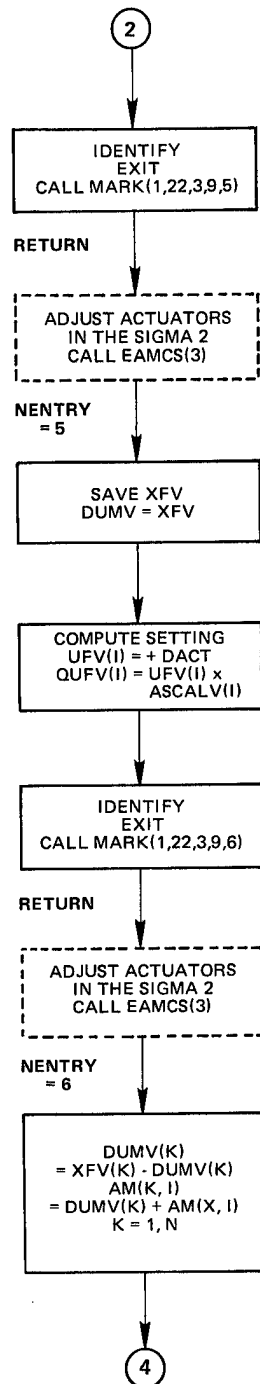 2
IDENTIFY
EXIT
CALL MARK(1,22,3,9,5)
RETURN
ADJUST ACTUATORS
IN THE SIGMA 2
CALL EAMCS(3)
NENTRY
= 5
SAVE XFV
DUMV = XFV
COMPUTE SETTING
UFV(I) = + DACT
QUFV(I) = UFV(I) x
ASCALV(I)
IDENTIFY
EXIT
CALL MARK(1,22,3,9,6)
RETURN
ADJUST ACTUATORS
IN THE SIGMA 2
CALL EAMCS(3)
NENTRY
= 6
DUMV(K)
= XFV(K) - DUMV(K)
AM(K, I)
= DUMV(K) + AM(X, I)
K = 1, N
4